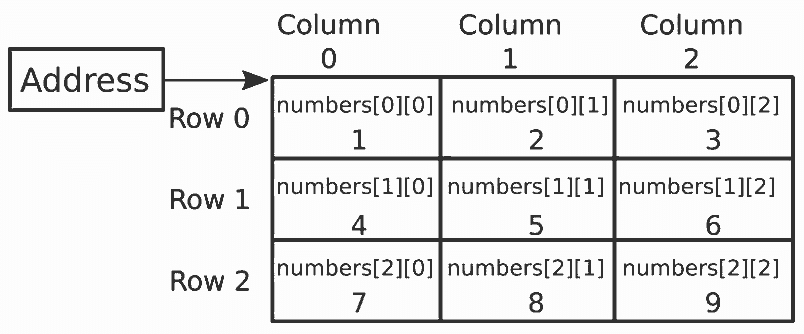 Column Column Column
0 1 2
Address
Row 0 numbers[0][0] numbers[0][1] numbers[0][2]
1 2 3
Row 1 numbers[1][0] numbers[1][1] numbers[1][2]
4 5 6
Row 2 numbers[2][0] numbers[2][1] numbers[2][2]
7 8 9